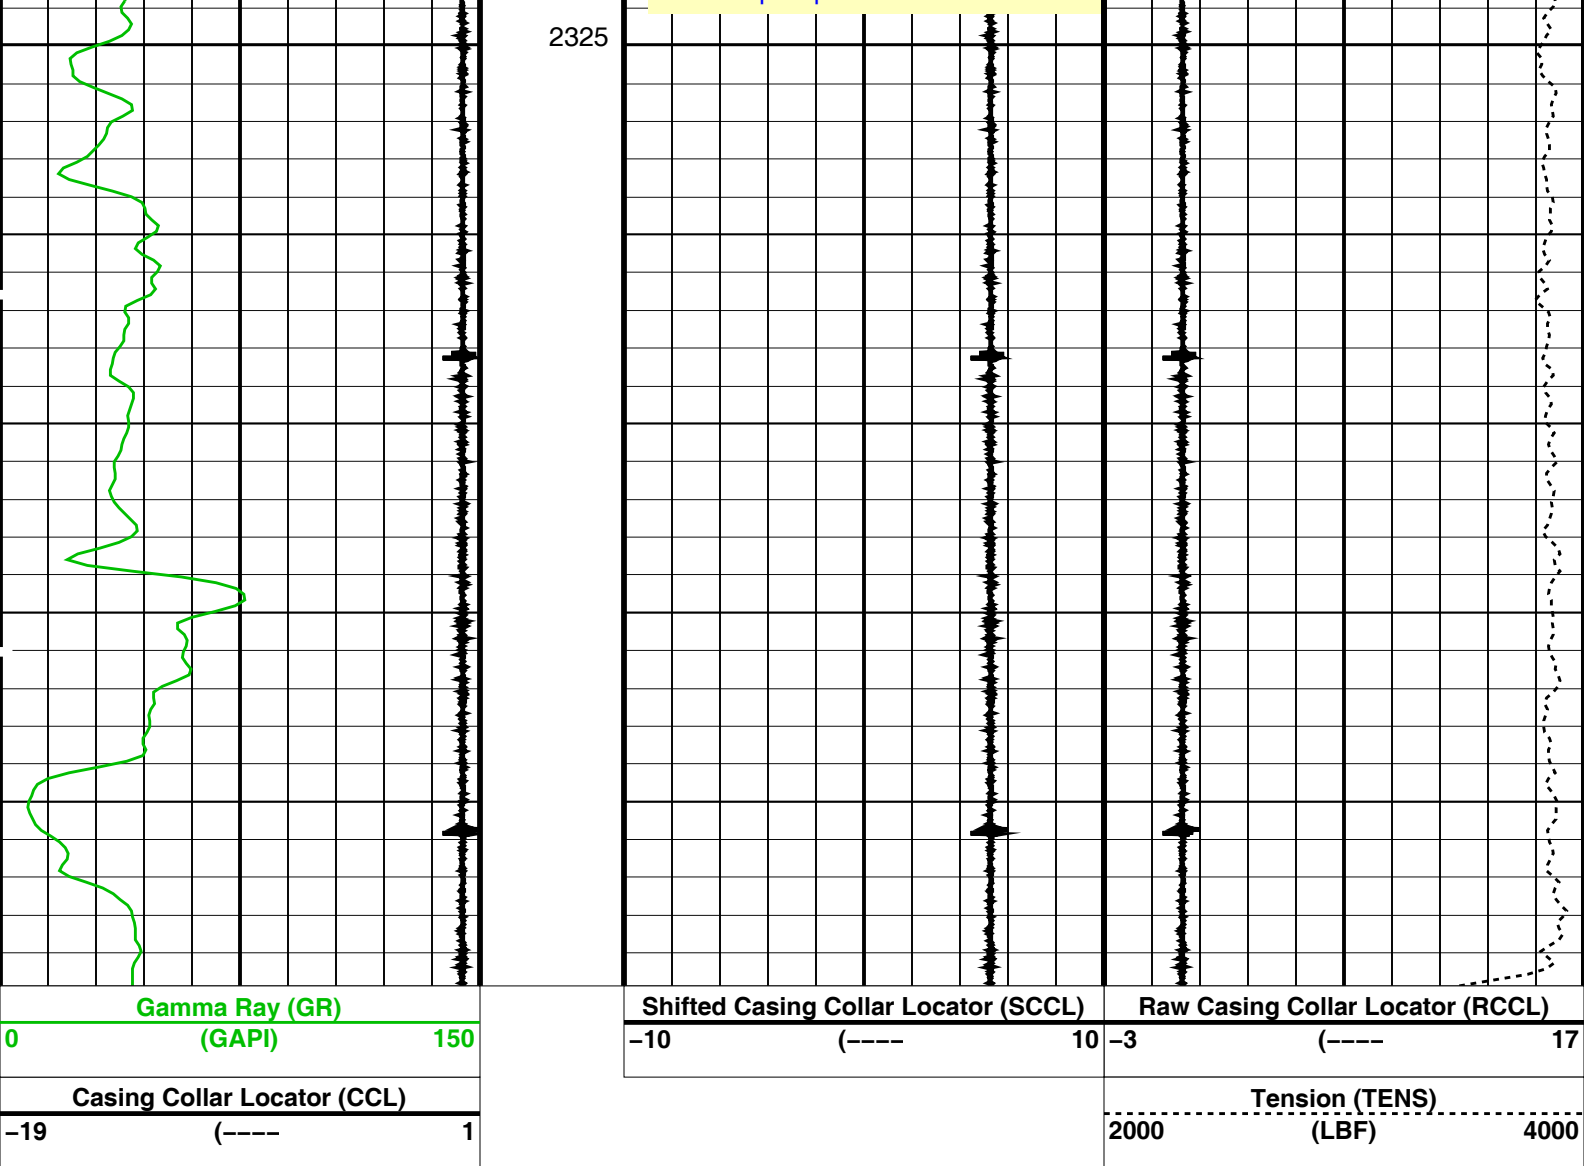 2325
Gamma Ray (GR)
0 (GAPI) 150
Casing Collar Locator (CCL)
−19 (−−−− 1
Shifted Casing Collar Locator (SCCL)
−10 (−−−− 10
Raw Casing Collar Locator (RCCL)
−3 (−−−− 17
Tension (TENS)
2000 (LBF) 4000